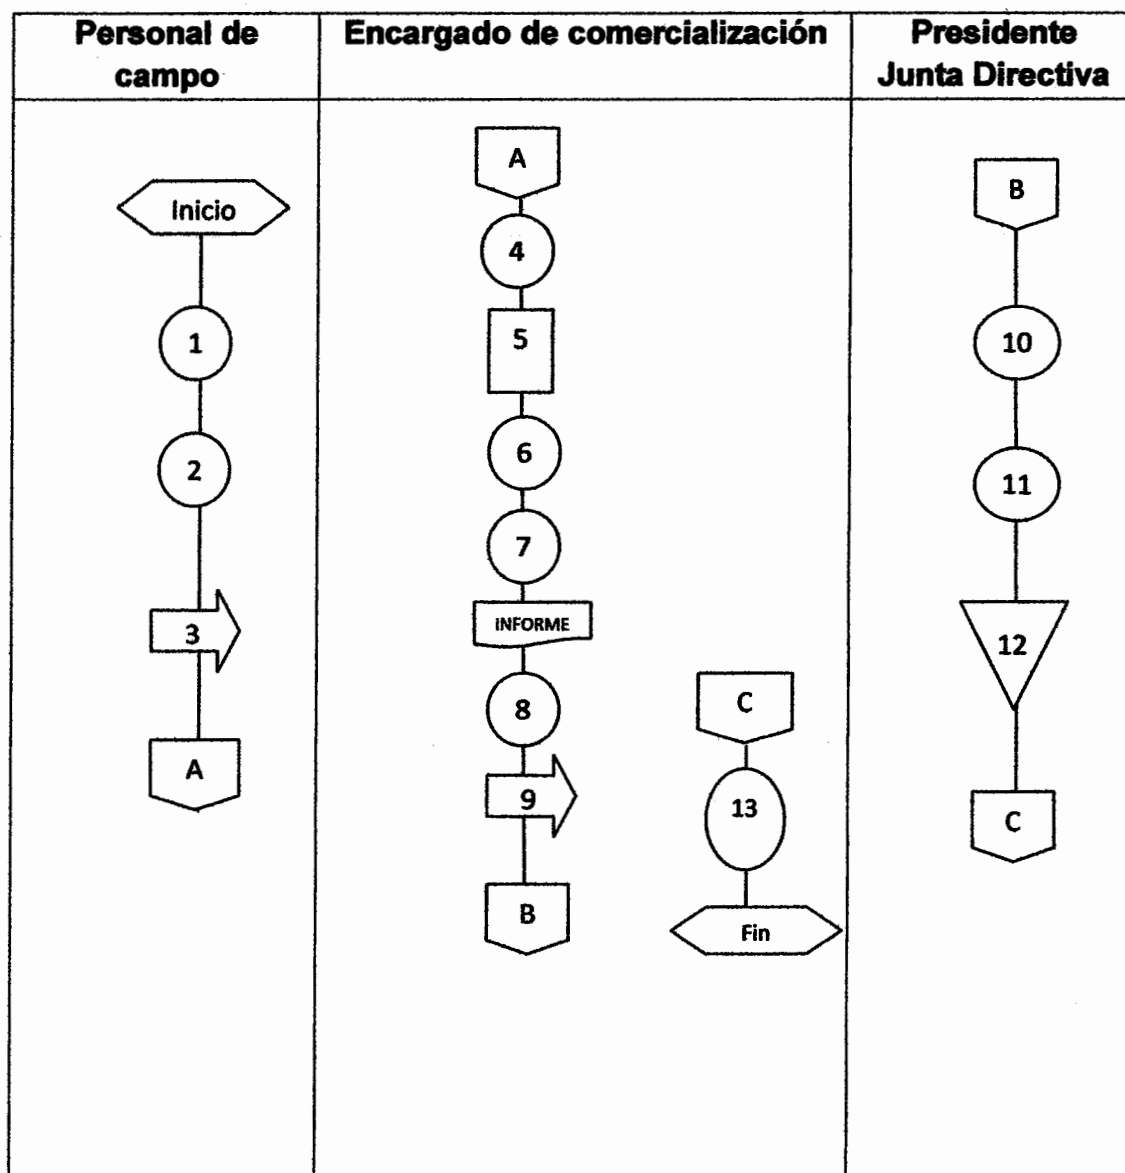 Personal de
campo
Encargado de comercialización
Presidente
Junta Directiva
Inicio
1
2
3
A
A
4
5
6
7
INFORME
8
9
B
C
13
Fin
B
10
11
12
C